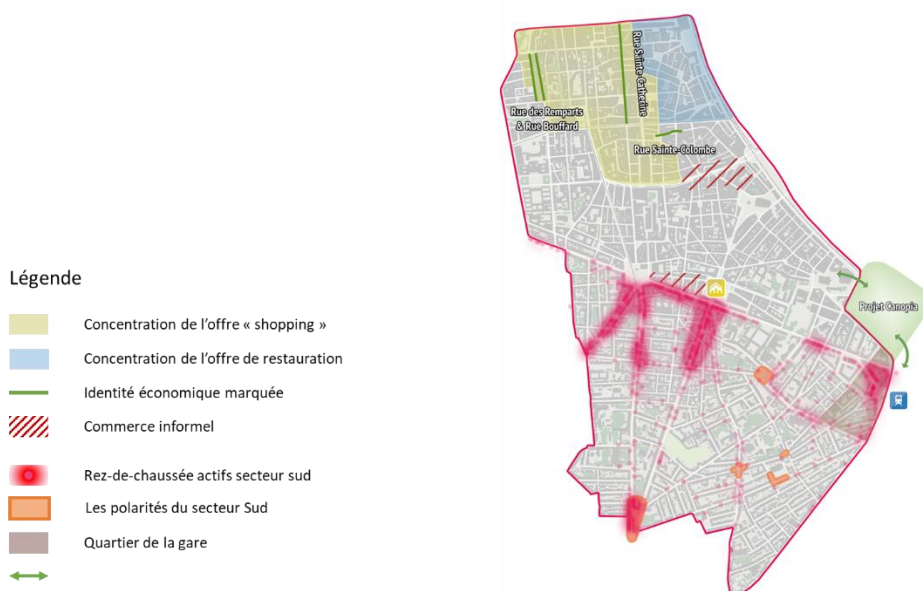 Légende
Concentration de l'offre « shopping »
Concentration de l'offre de restauration
Identité économique marquée
Commerce informel
Rez-de-chaussée actifs secteur sud
Les polarités du secteur Sud
Quartier de la gare
Rue Sainte-Catherine
Rue des Remparts
& Rue Bouffard
Rue Sainte-Colombe
Projet Canopia